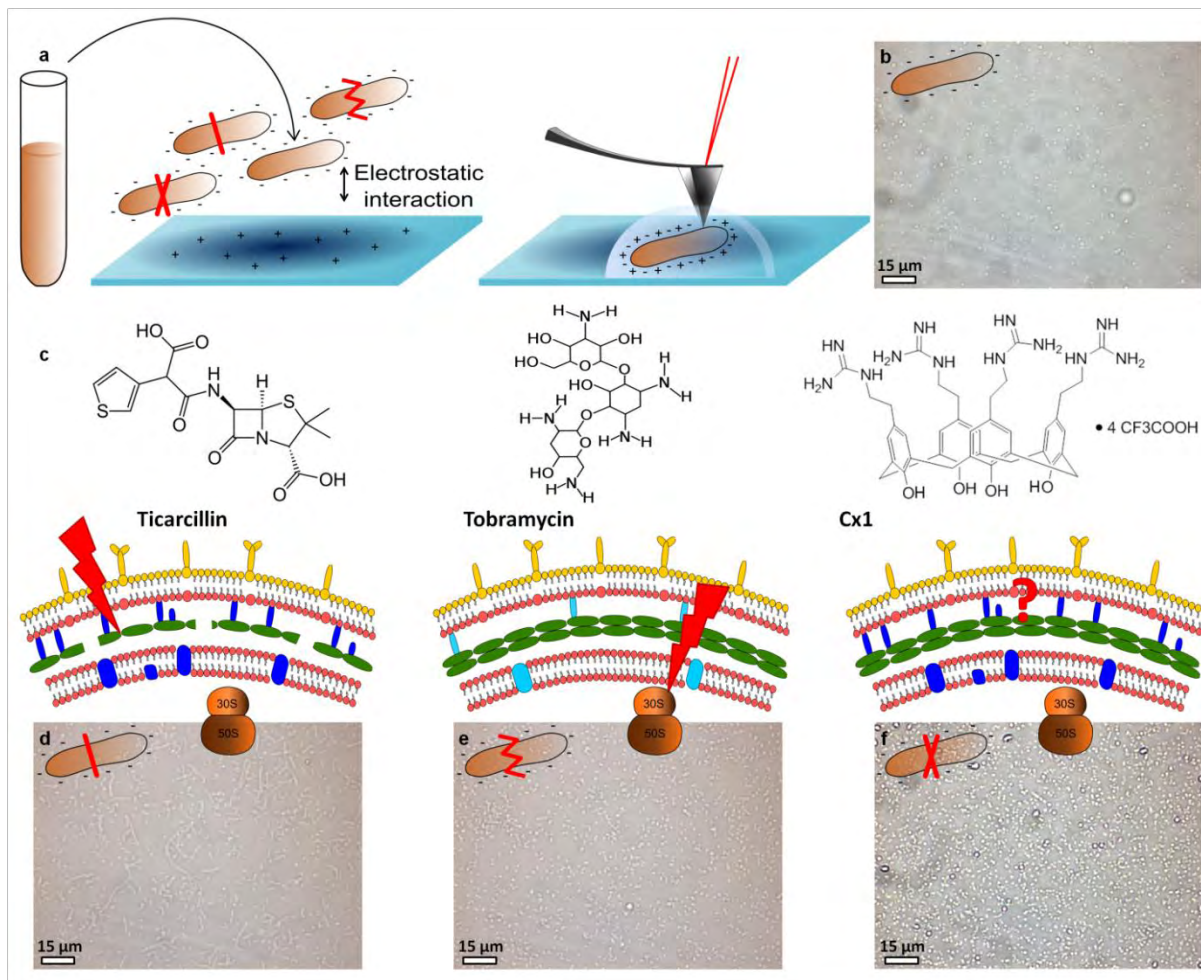 a
Electrostatic
interaction
b
15 µm
c
HO
O
O
H
N
H
S
S
O
N
O
OH
H
N
H
HO
OH
HO
O
OH
O
HO
H
N
H
H
N
H
O
O
HO
N
H
H
N
H
H
NH
H2N
NH
NH
H2N
NH
NH
HN
NH2
NH
HN
NH2
• 4 CF3COOH
OH
OH
OH
HO
Ticarcillin
Tobramycin
Cx1
?
30S
50S
30S
50S
30S
50S
d
e
f
15 µm
15 µm
15 µm